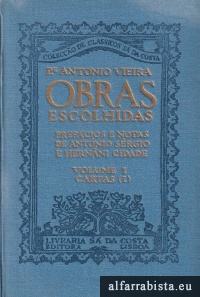 COLECÇÃO DE CLÁSSICOS SÁ DA COSTA
Pᵉ ANTÓNIO VIEIRA
OBRAS
ESCOLHIDAS
PREFÁCIOS E NOTAS
DE ANTÓNIO SÉRGIO
E HERNÂNI CIDADE
VOLUME I
CARTAS (I)
LIVRARIA SÁ DA COSTA
EDITORA LISBOA
alfarrabista.eu